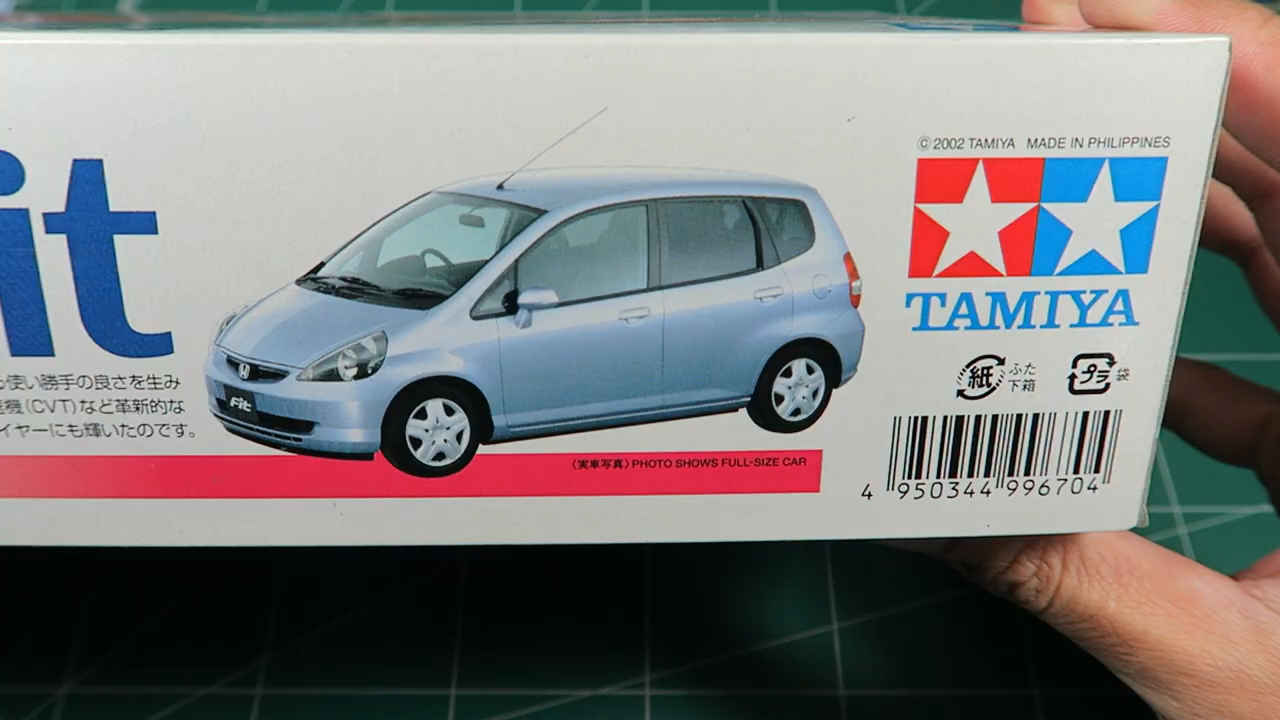 it
使い勝手の良さを生み
機(CVT)など革新的な
イヤーにも輝いたのです。
Fit
〈実車写真〉PHOTO SHOWS FULL-SIZE CAR
©2002 TAMIYA MADE IN PHILIPPINES
TAMIYA
紙 ふた
下箱
プラ 袋
4 950344 996704